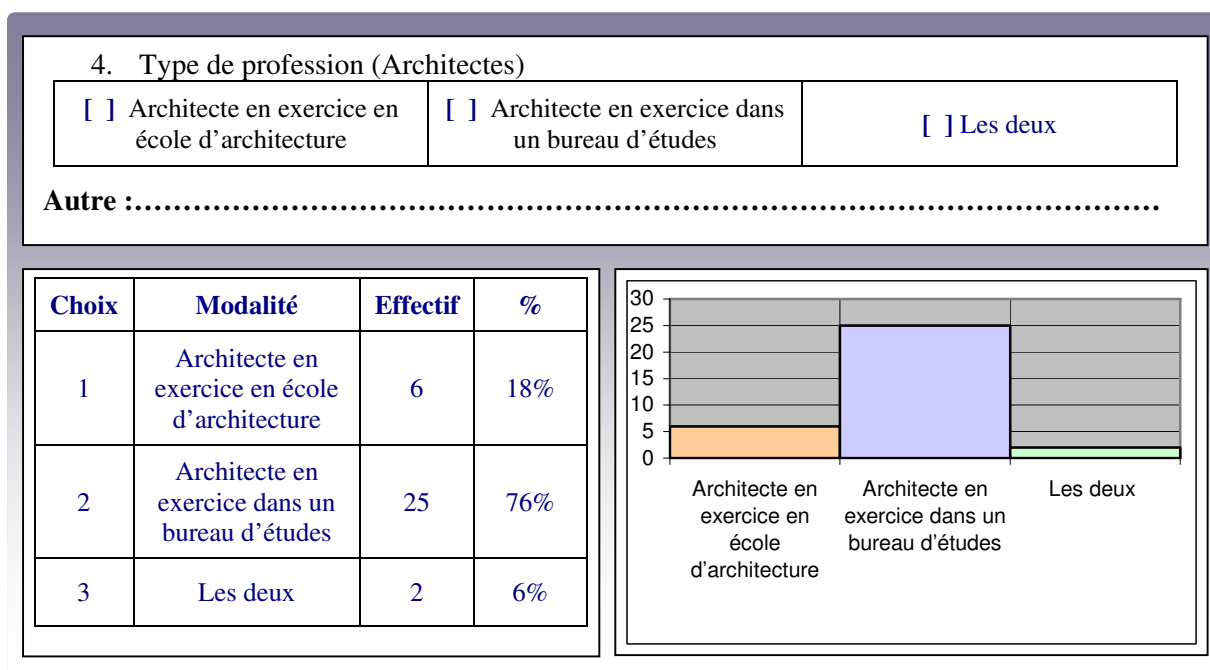 4. Type de profession (Architectes)
[ ] Architecte en exercice en
école d’architecture
[ ] Architecte en exercice dans
un bureau d’études
[ ] Les deux
Autre :……………………………………………………………………………………………
Choix Modalité Effectif %
1
Architecte en
exercice en école
d’architecture
6 18%
2
Architecte en
exercice dans un
bureau d’études
25 76%
3 Les deux 2 6%
30
25
20
15
10
5
0
Architecte en
exercice en
école
d'architecture
Architecte en
exercice dans un
bureau d'études
Les deux